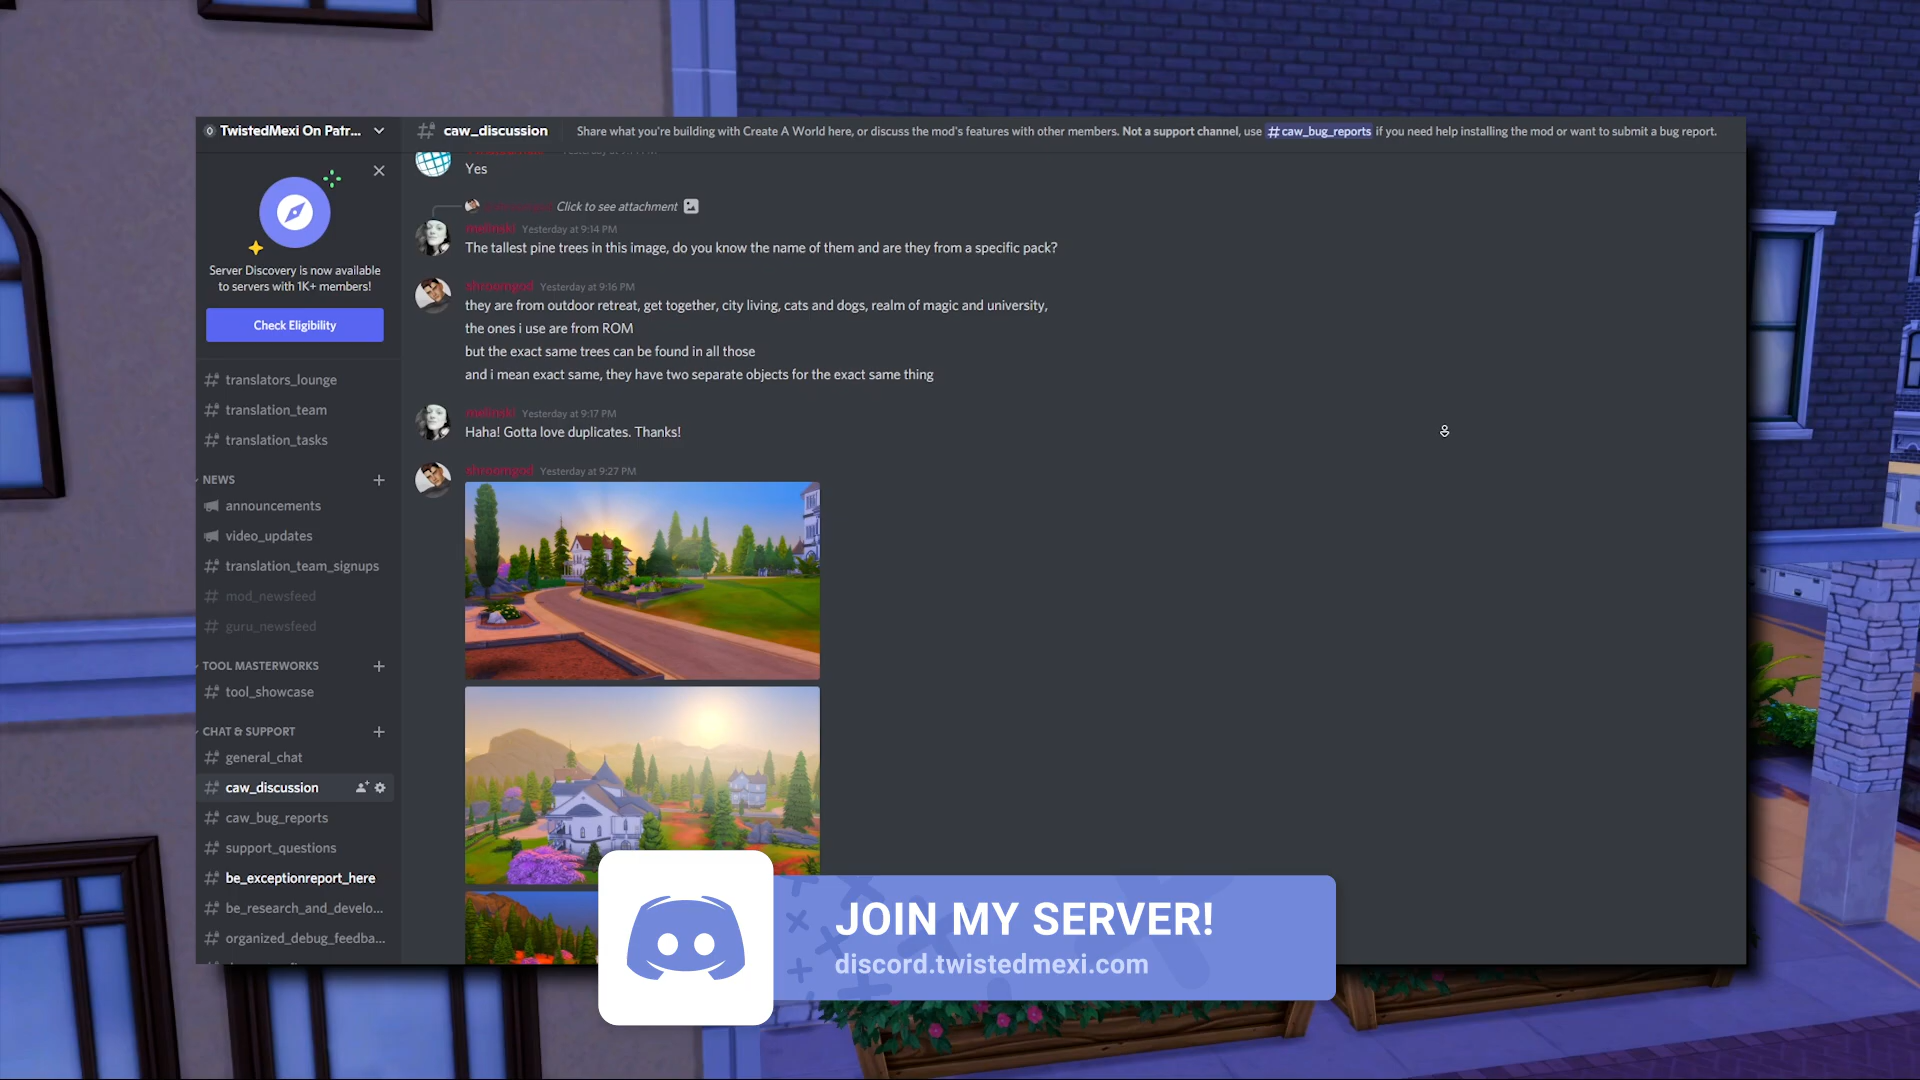 TwistedMexi On Patr...
Server Discovery is now available
to servers with 1K+ members!
Check Eligibility
translators_lounge
translation_team
translation_tasks
NEWS
announcements
video_updates
translation_team_signups
mod_newsfeed
guru_newsfeed
TOOL MASTERWORKS
tool_showcase
CHAT & SUPPORT
general_chat
caw_discussion
caw_bug_reports
support_questions
be_exceptionreport_here
be_research_and_develo...
organized_debug_feedba...
caw_discussion
Share what you're building with Create A World here, or discuss the mod's features with other members. Not a support channel, use #caw_bug_reports if you need help installing the mod or want to submit a bug report.
Yes
Click to see attachment
melinski Yesterday at 9:14 PM
The tallest pine trees in this image, do you know the name of them and are they from a specific pack?
shroomgod Yesterday at 9:16 PM
they are from outdoor retreat, get together, city living, cats and dogs, realm of magic and university,
the ones i use are from ROM
but the exact same trees can be found in all those
and i mean exact same, they have two separate objects for the exact same thing
melinski Yesterday at 9:17 PM
Haha! Gotta love duplicates. Thanks!
shroomgod Yesterday at 9:27 PM
JOIN MY SERVER!
discord.twistedmexi.com